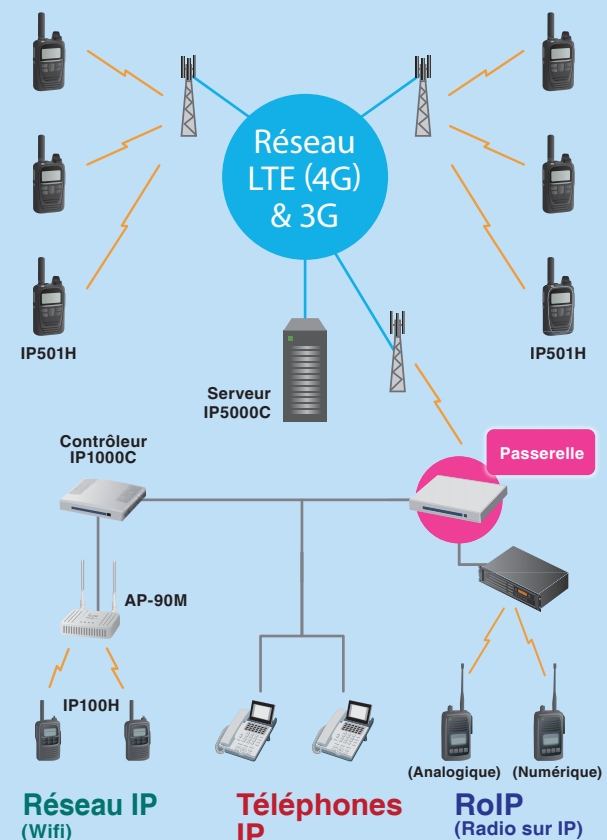 Réseau
LTE (4G)
& 3G
IP501H
IP501H
Serveur
IP5000C
Contrôleur
IP1000C
Passerelle
AP-90M
IP100H
(Analogique) (Numérique)
Réseau IP
(Wifi)
Téléphones
IP
RoIP
(Radio sur IP)